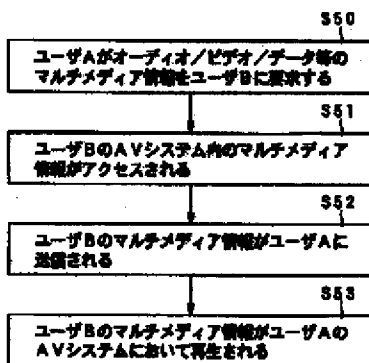 S50
ユーザAがオーディオ／ビデオ／データ等の
マルチメディア情報をユーザBに要求する
S51
ユーザBのAVシステム内のマルチメディア
情報がアクセスされる
S52
ユーザBのマルチメディア情報がユーザAに
送信される
S53
ユーザBのマルチメディア情報がユーザAの
AVシステムにおいて再生される